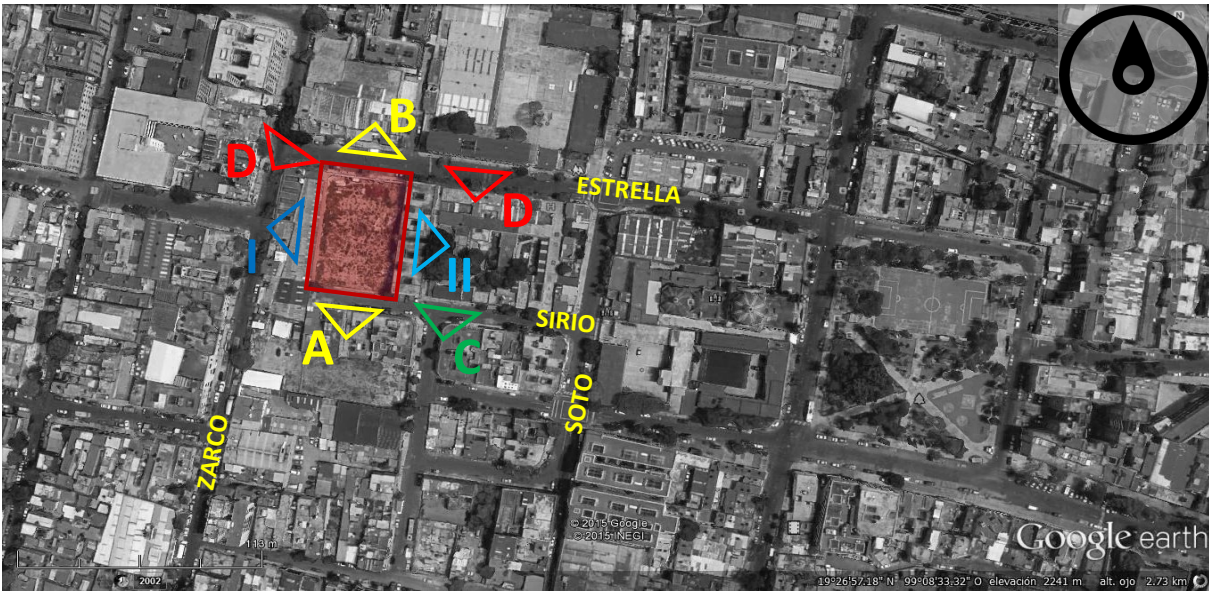 N
B
D
ESTRELLA
D
I
II
SIRIO
A
C
SOTO
ZARCO
© 2015 Google
© 2015 INEGI
Google earth
113 m
2002
19°26'57.18" N 99°08'33.32" O elevación 2241 m alt. ojo 2.73 km